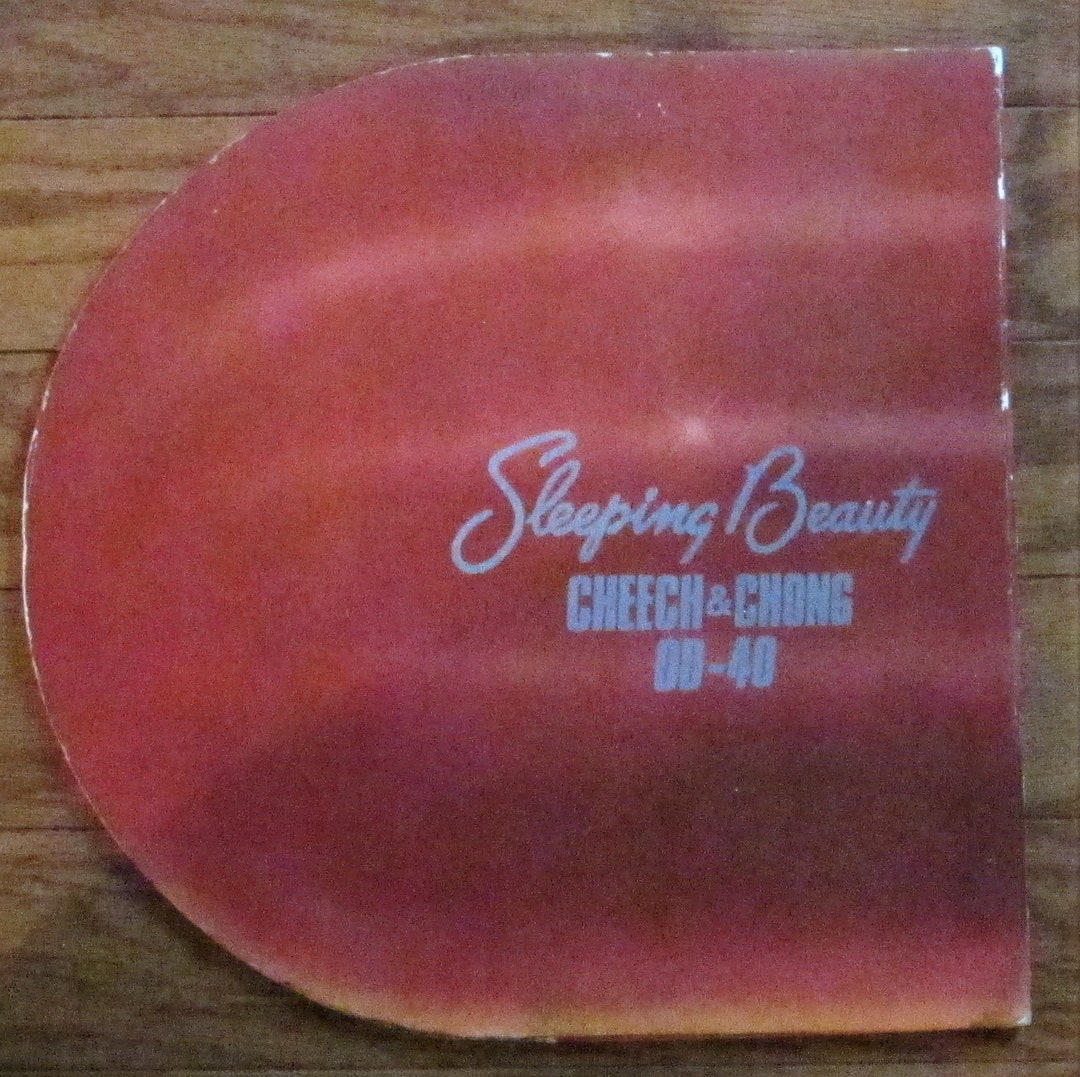 Sleeping Beauty
CHEECH & CHONG
OD-40